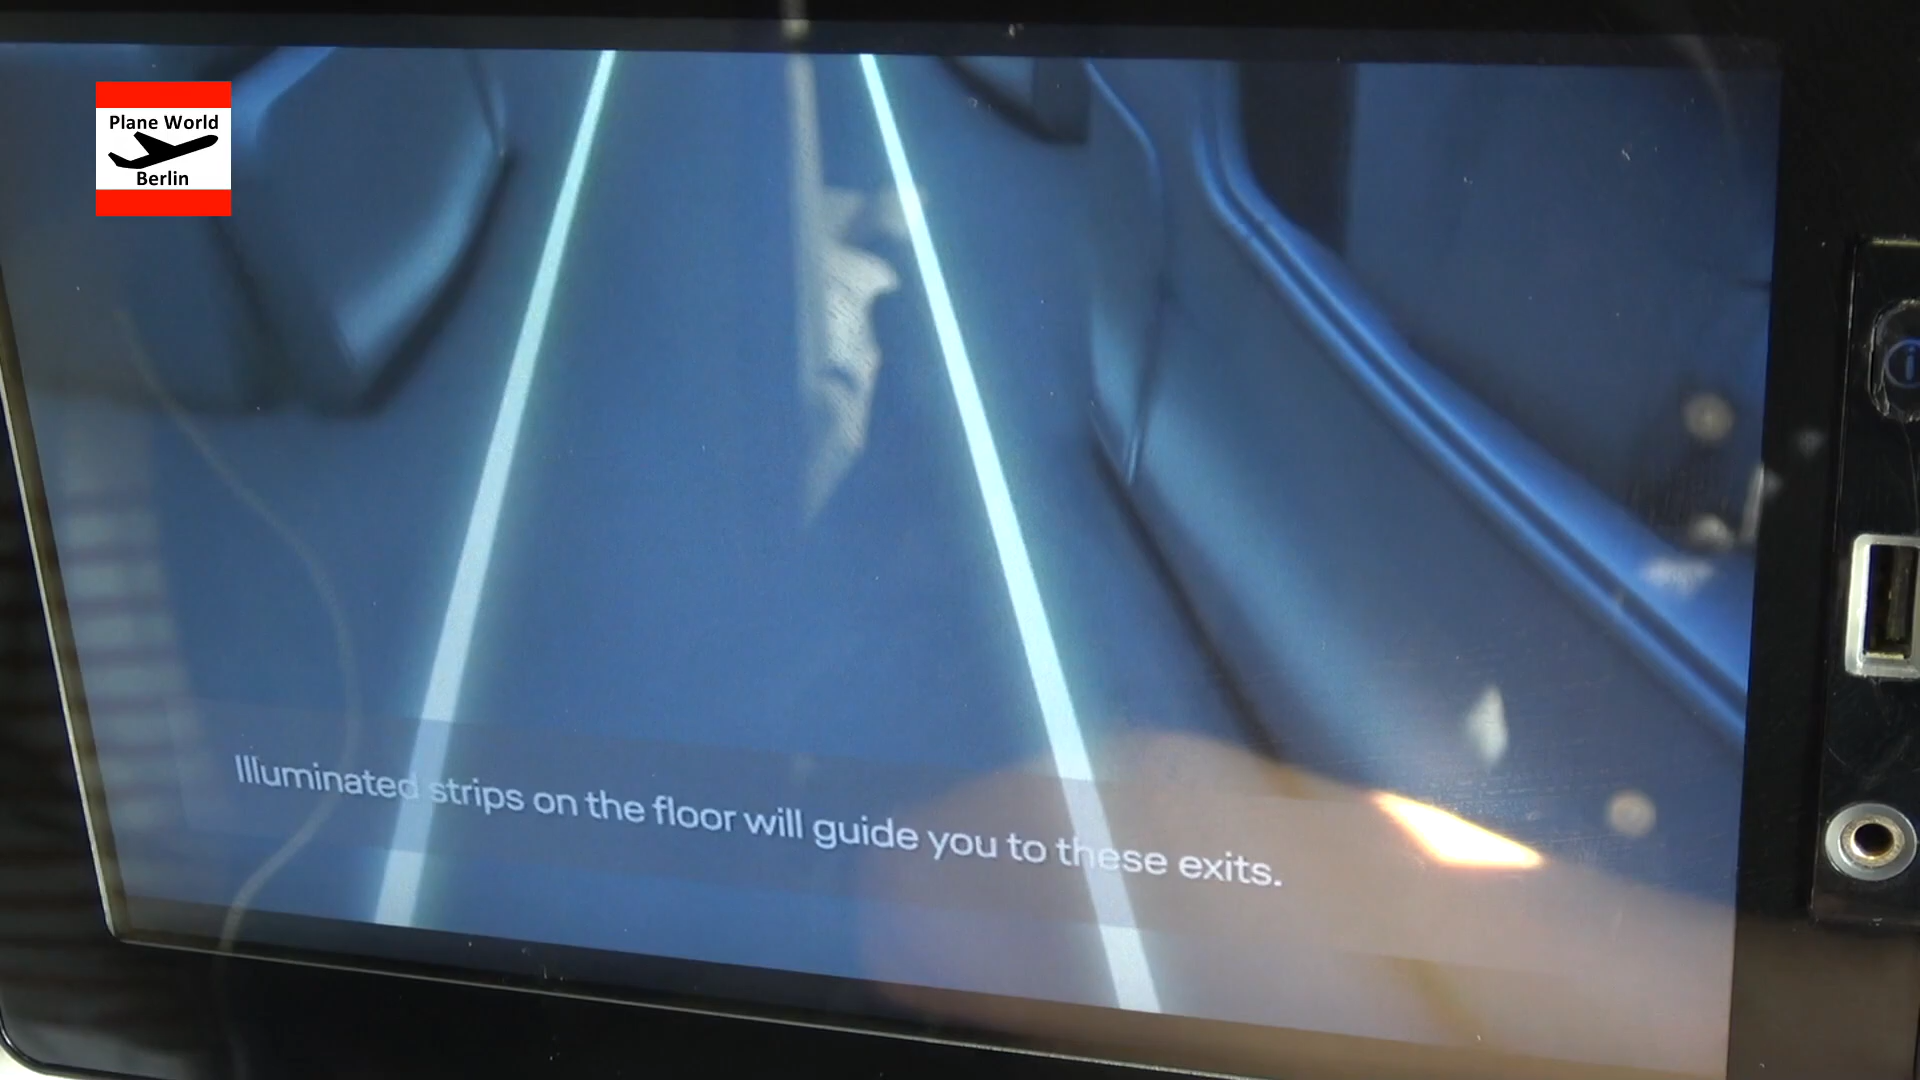 Plane World
Berlin
Illuminated strips on the floor will guide you to these exits.